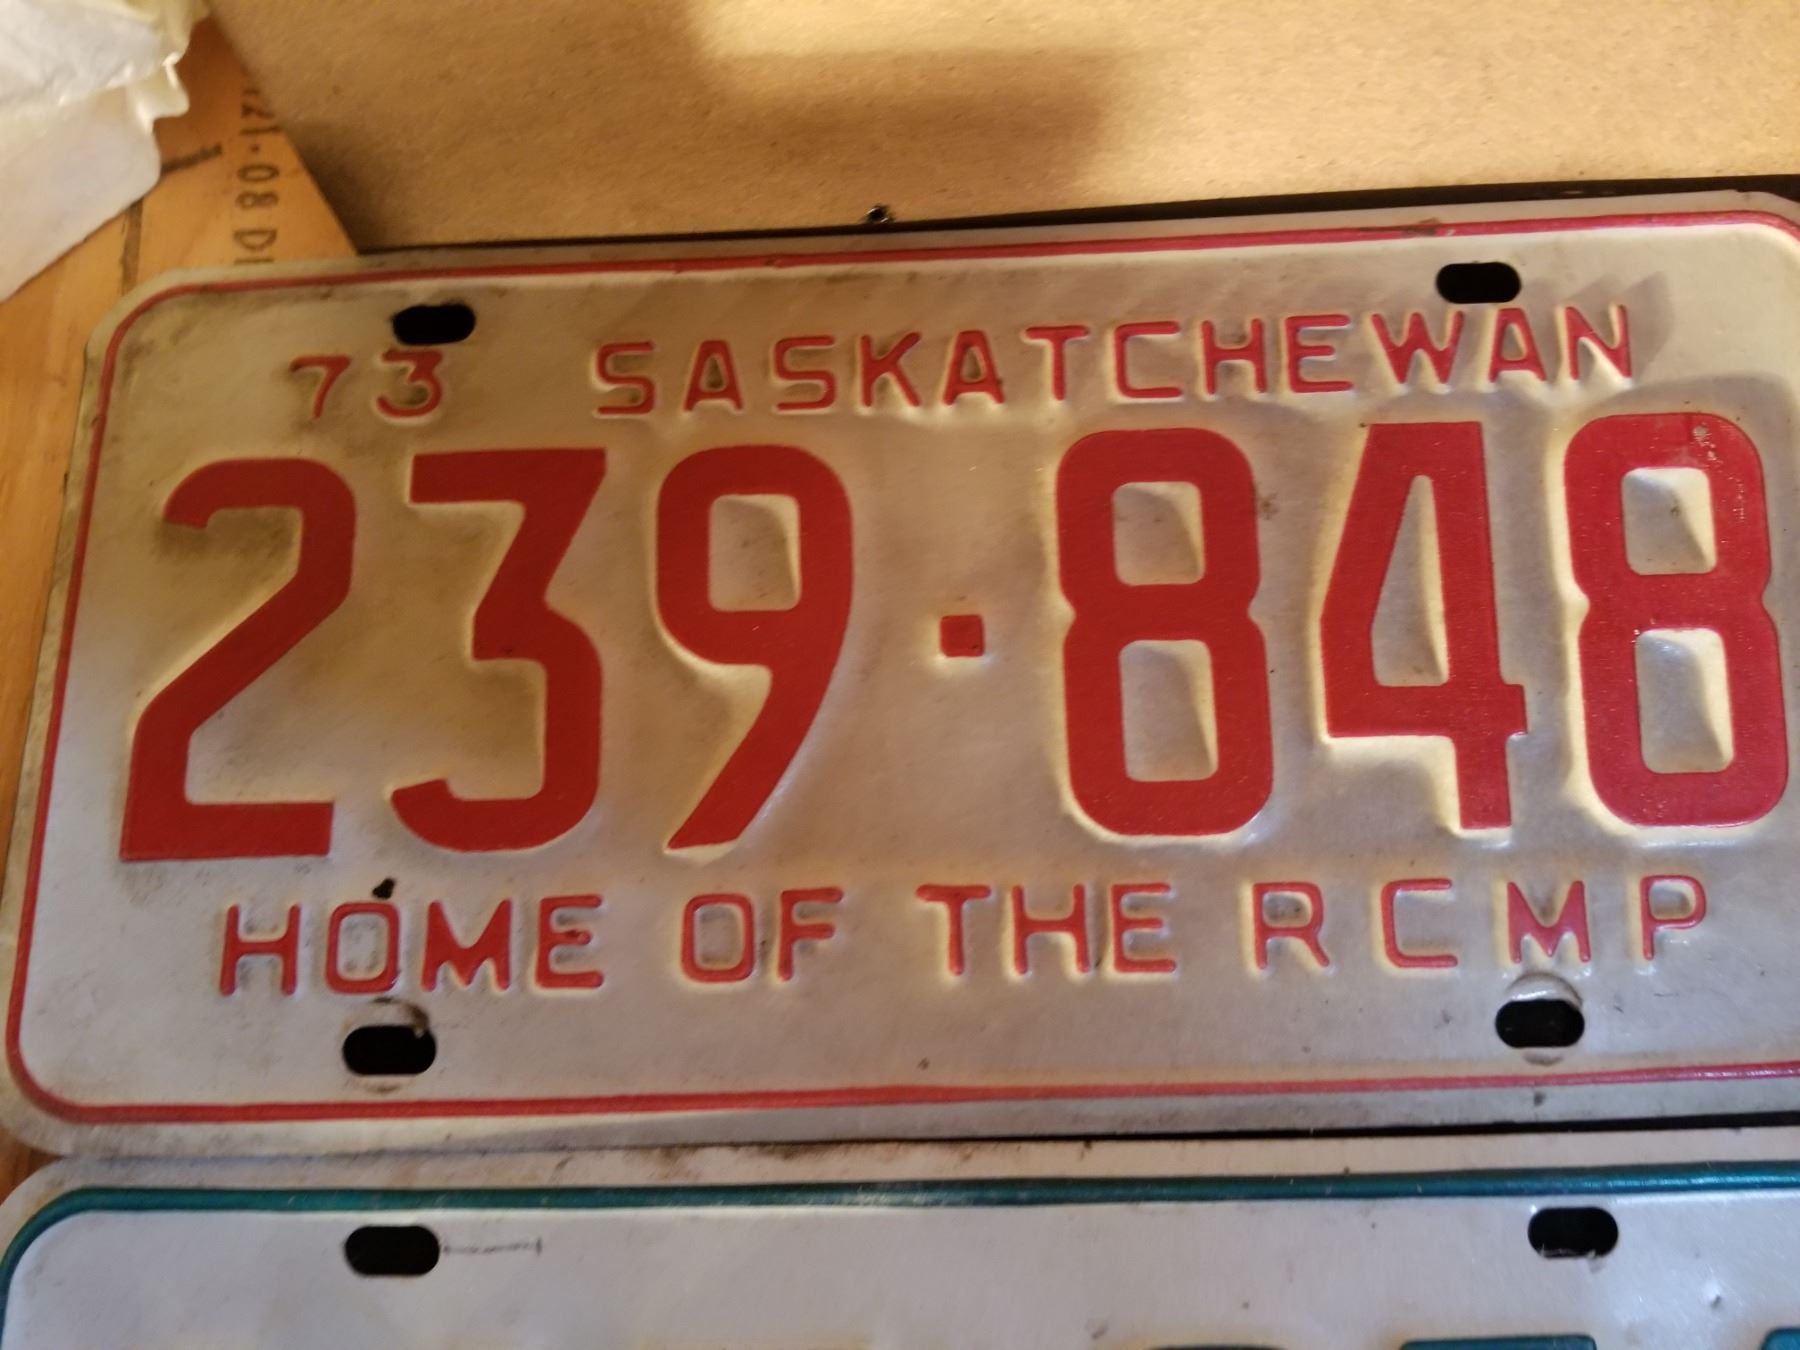 73 SASKATCHEWAN
239·848
HOME OF THE RCMP